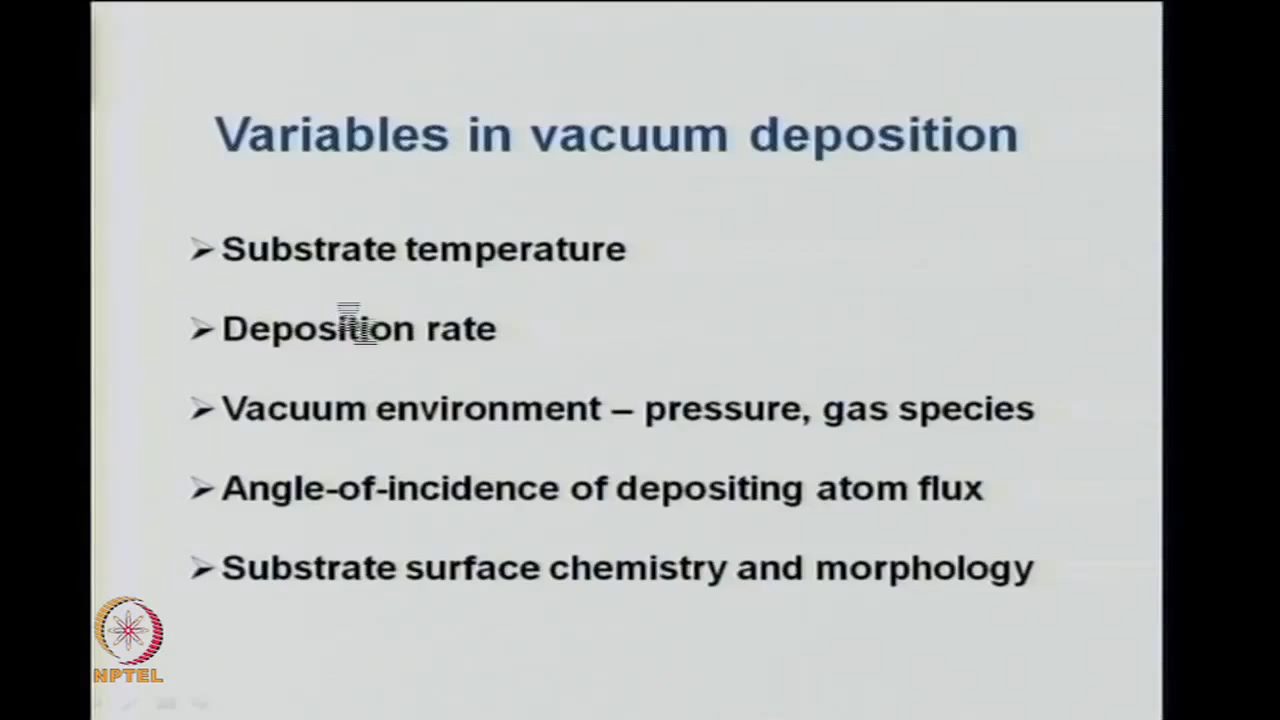 Variables in vacuum deposition
➢ Substrate temperature
➢ Deposition rate
➢ Vacuum environment – pressure, gas species
➢ Angle-of-incidence of depositing atom flux
➢ Substrate surface chemistry and morphology
NPTEL